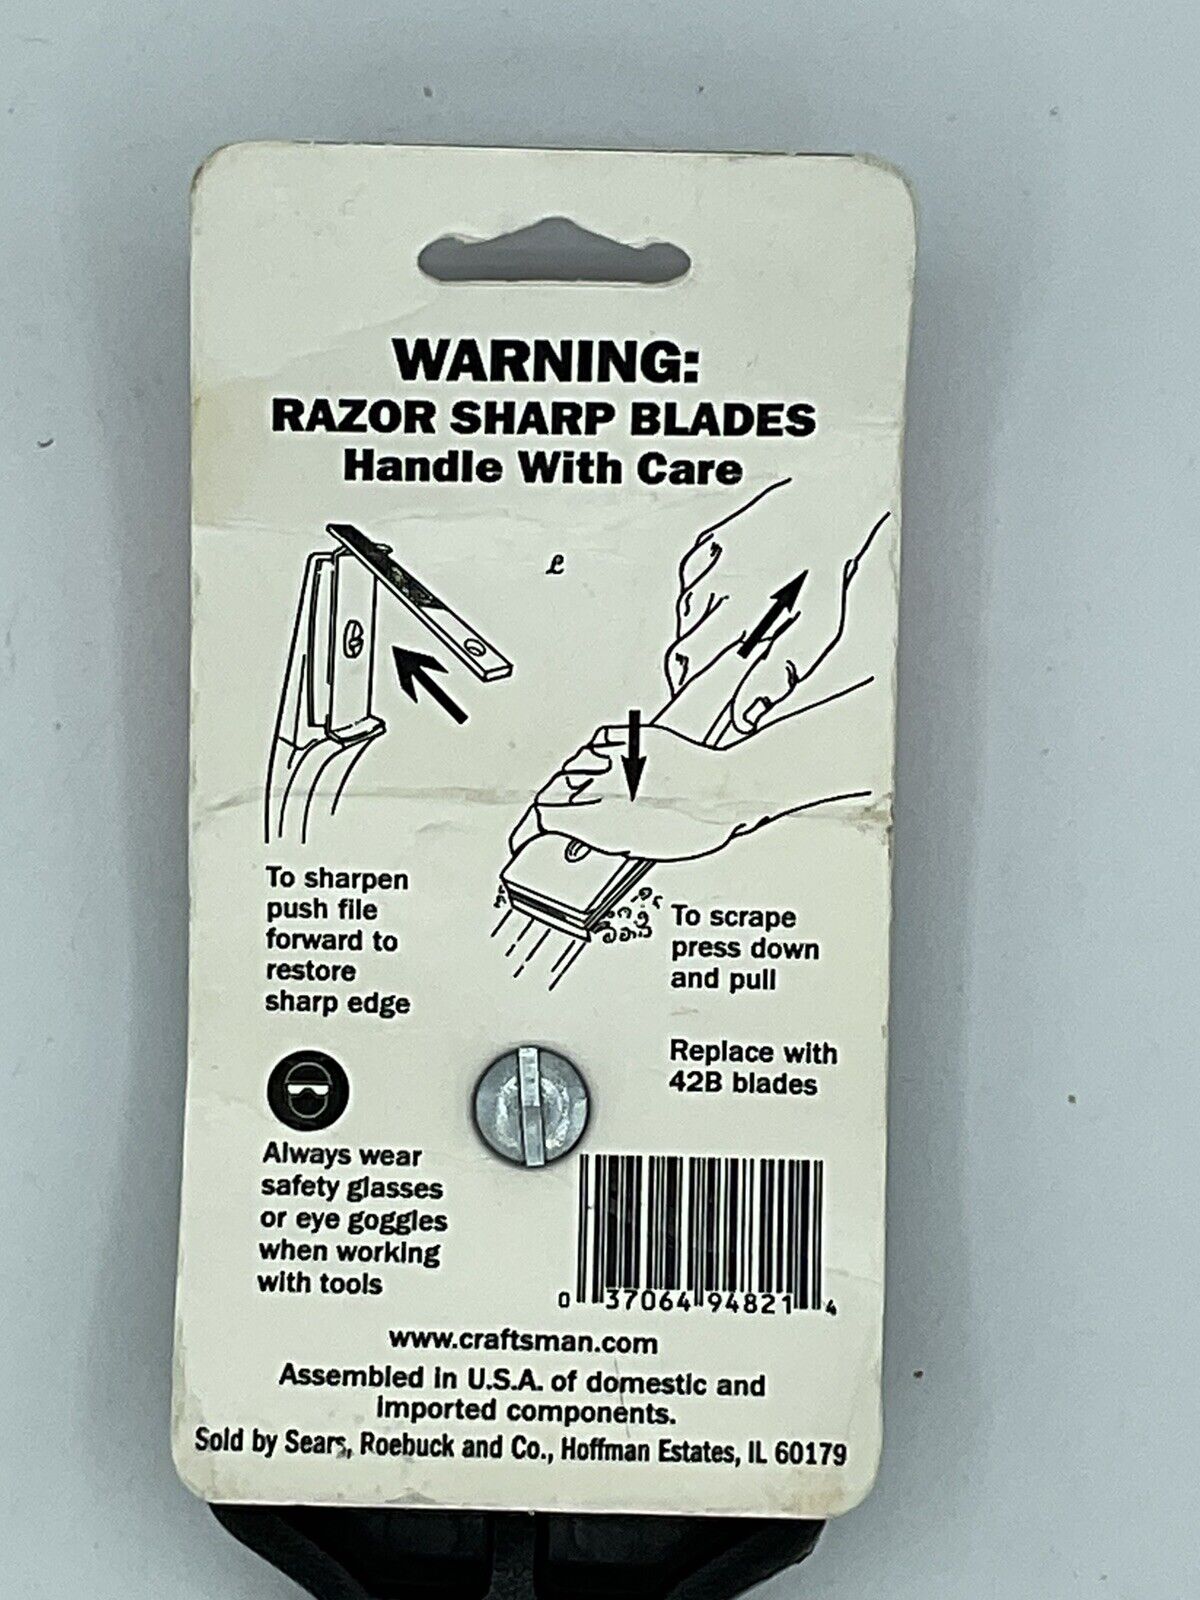 WARNING:
RAZOR SHARP BLADES
Handle With Care
L
To sharpen
push file
forward to
restore
sharp edge
To scrape
press down
and pull
Replace with
42B blades
Always wear
safety glasses
or eye goggles
when working
with tools
0 37064 94821 4
www.craftsman.com
Assembled in U.S.A. of domestic and
imported components.
Sold by Sears, Roebuck and Co., Hoffman Estates, IL 60179